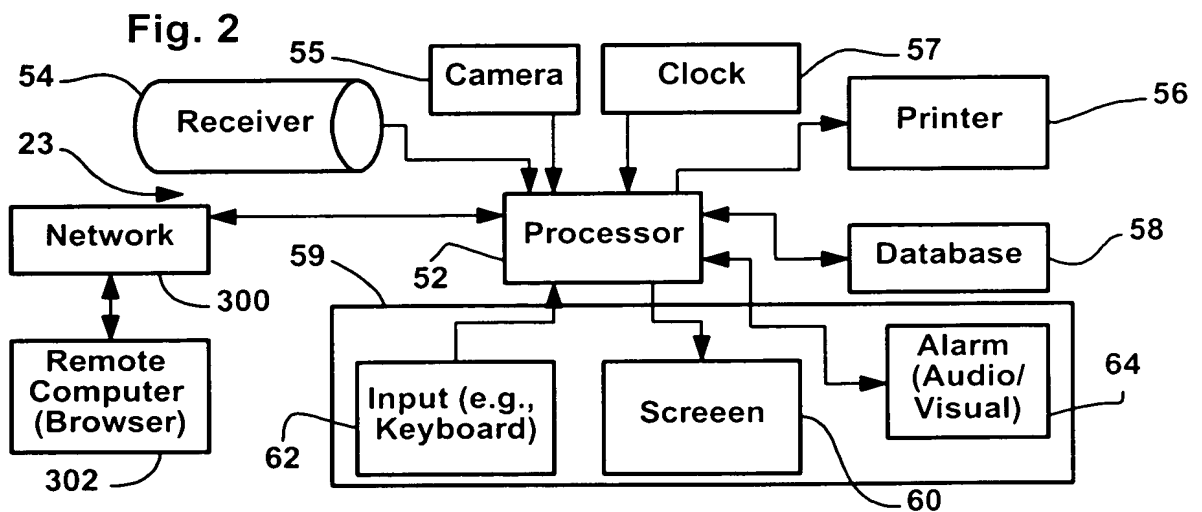 Fig. 2
55
Camera
Clock
57
54
Receiver
Printer
56
23
Network
Processor
Database
58
52
59
300
Remote
Computer
(Browser)
302
Input (e.g.,
Keyboard)
62
Screeen
60
Alarm
(Audio/
Visual)
64